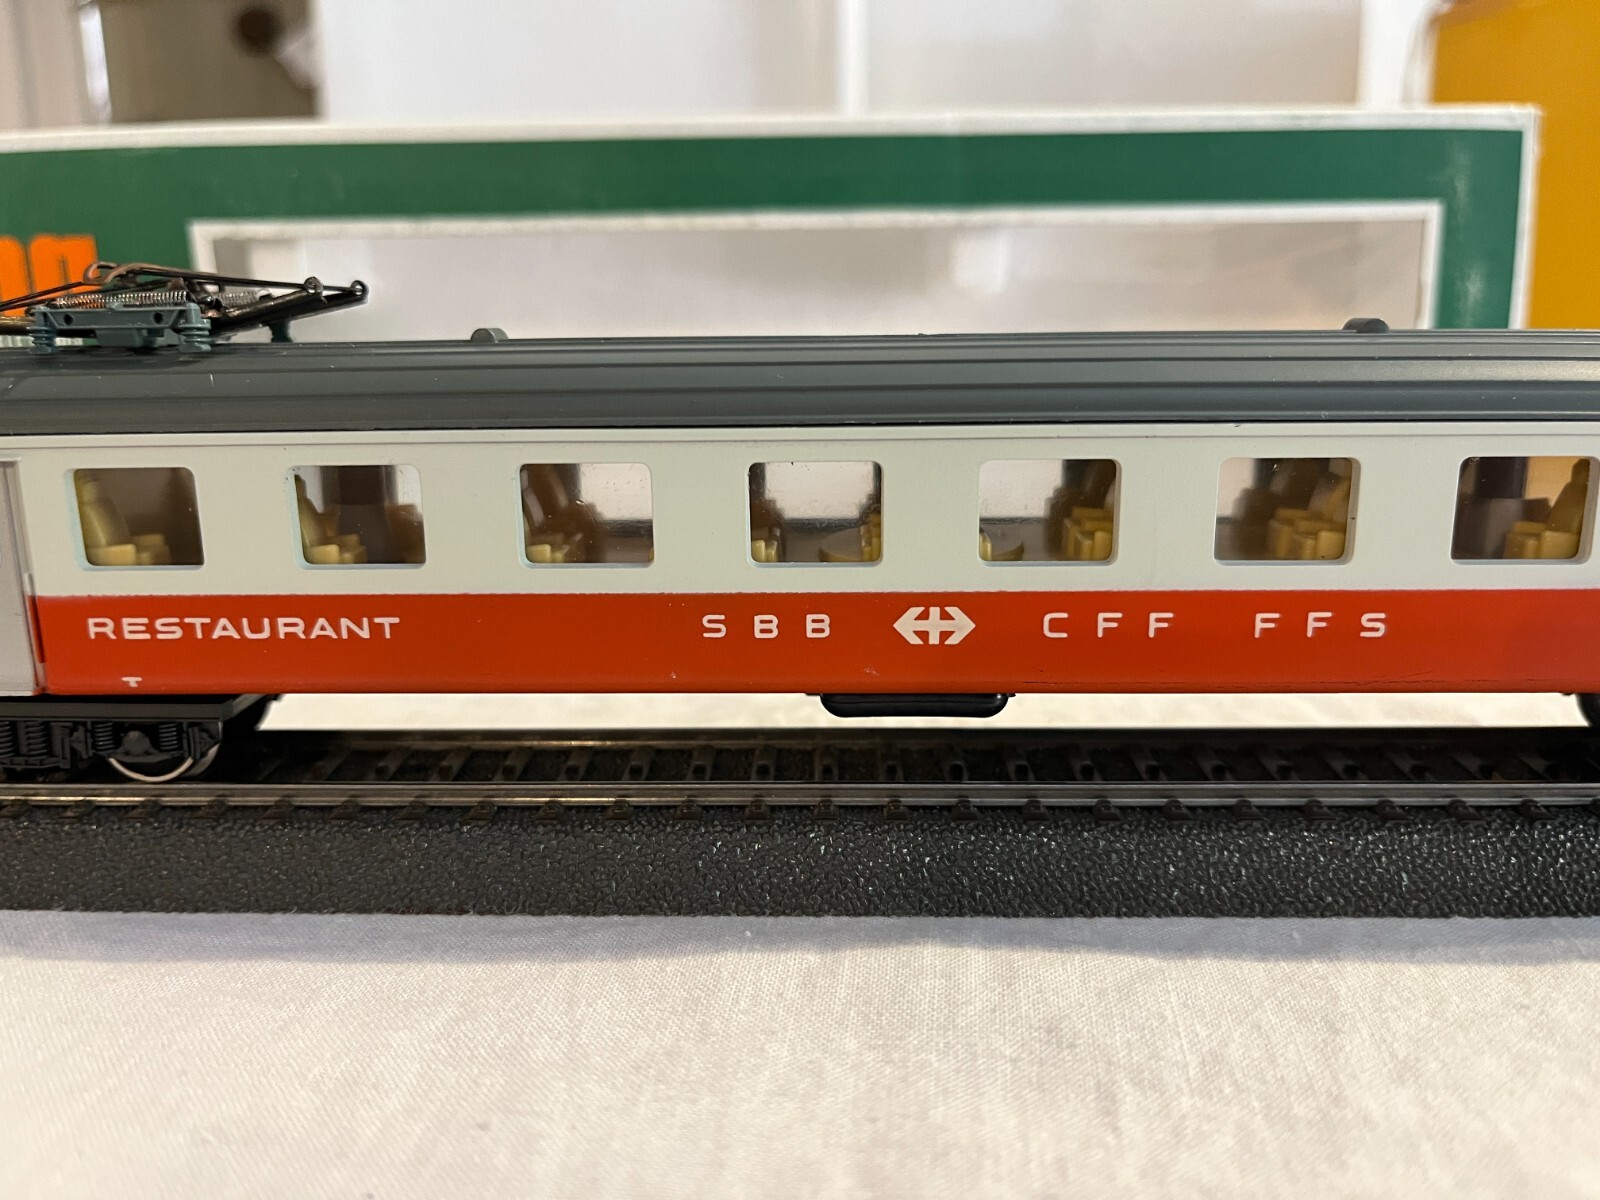 RESTAURANT SBB CFF FFS
T